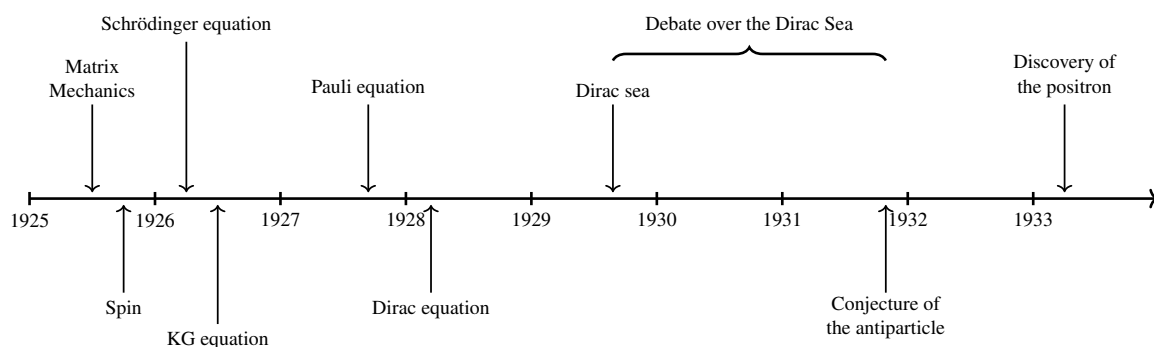 Schrödinger equation
Debate over the Dirac Sea
Matrix
Mechanics
Pauli equation
Dirac sea
Discovery of
the positron
1925
1926
1927
1928
1929
1930
1931
1932
1933
Spin
KG equation
Dirac equation
Conjecture of
the antiparticle